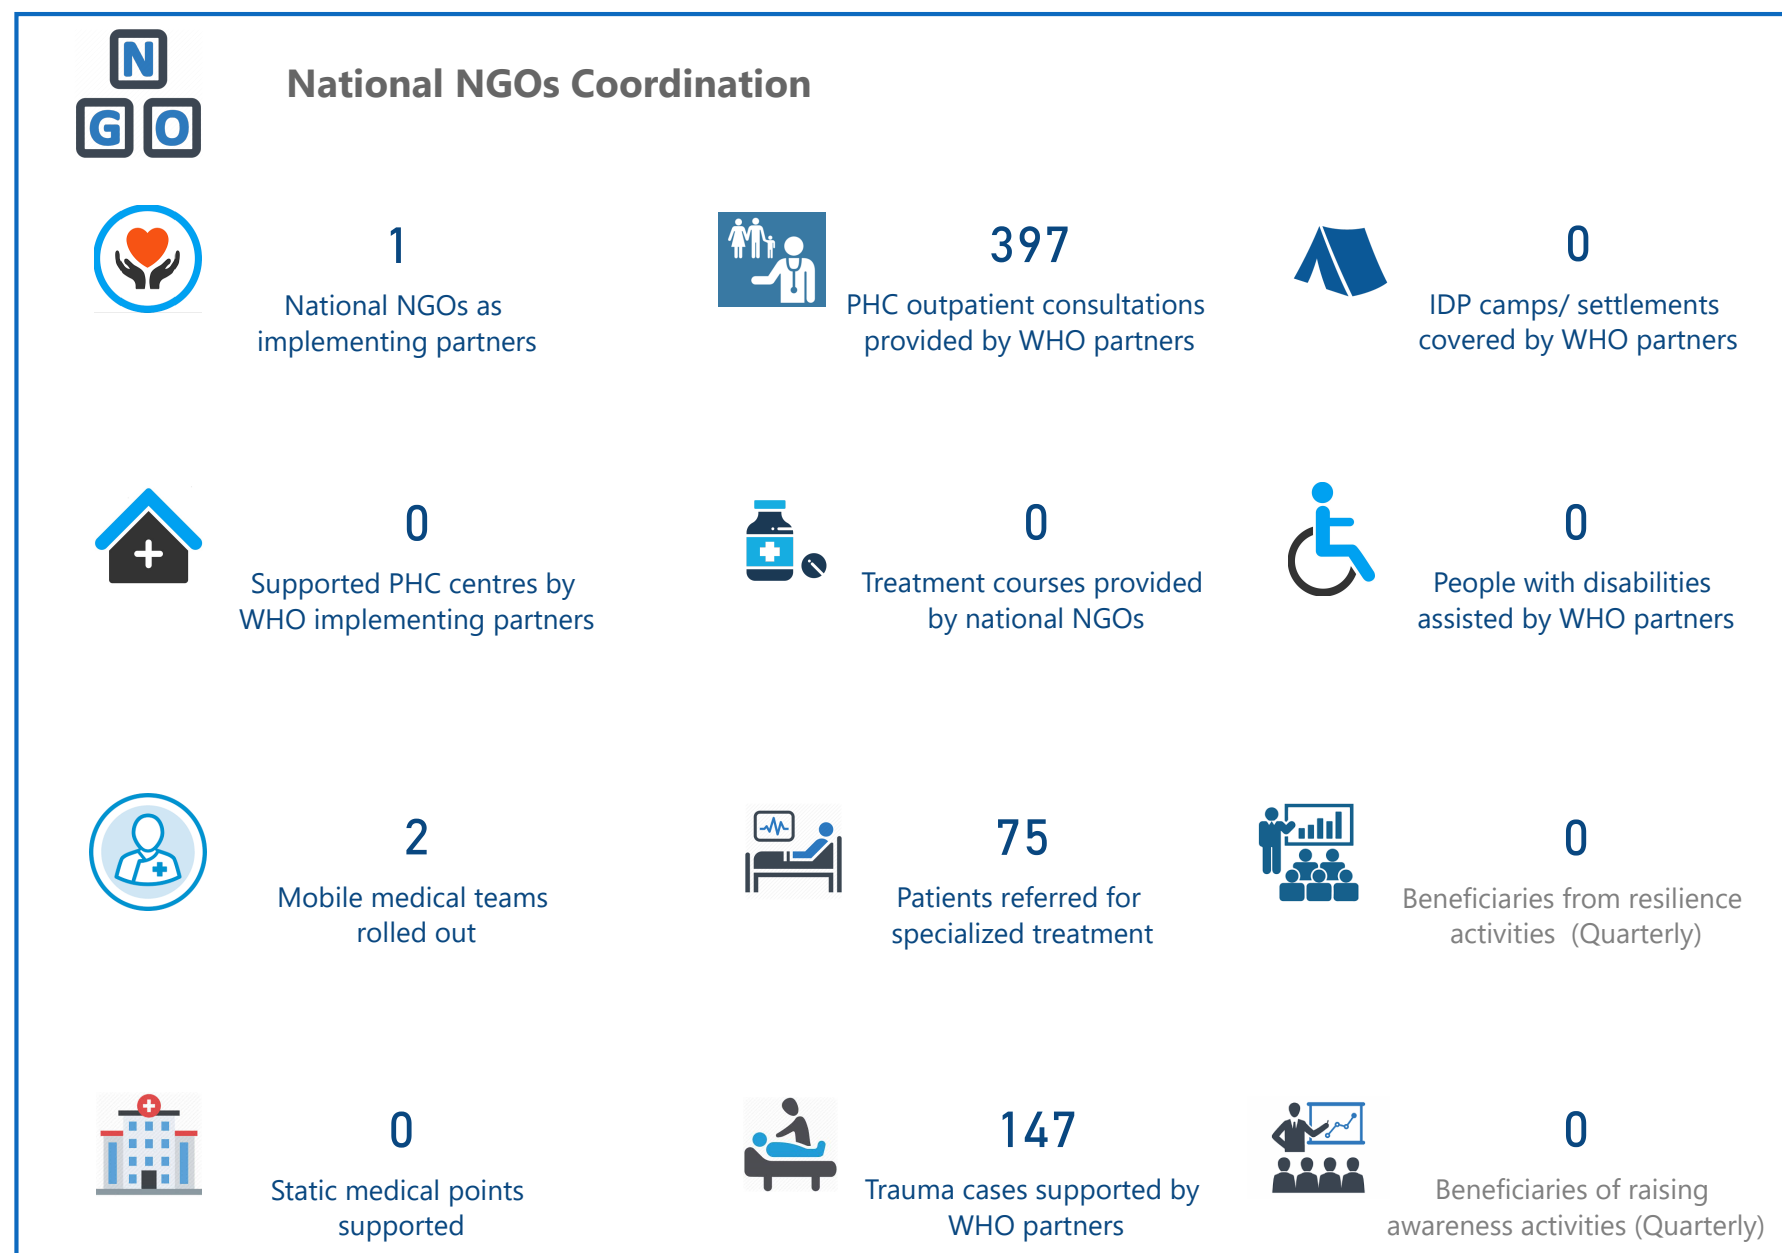 N
G O
National NGOs Coordination
1
National NGOs as
implementing partners
397
PHC outpatient consultations
provided by WHO partners
0
IDP camps/ settlements
covered by WHO partners
0
Supported PHC centres by
WHO implementing partners
0
Treatment courses provided
by national NGOs
0
People with disabilities
assisted by WHO partners
2
Mobile medical teams
rolled out
75
Patients referred for
specialized treatment
0
Beneficiaries from resilience
activities  (Quarterly)
0
Static medical points
supported
147
Trauma cases supported by
WHO partners
0
Beneficiaries of raising
awareness activities (Quarterly)